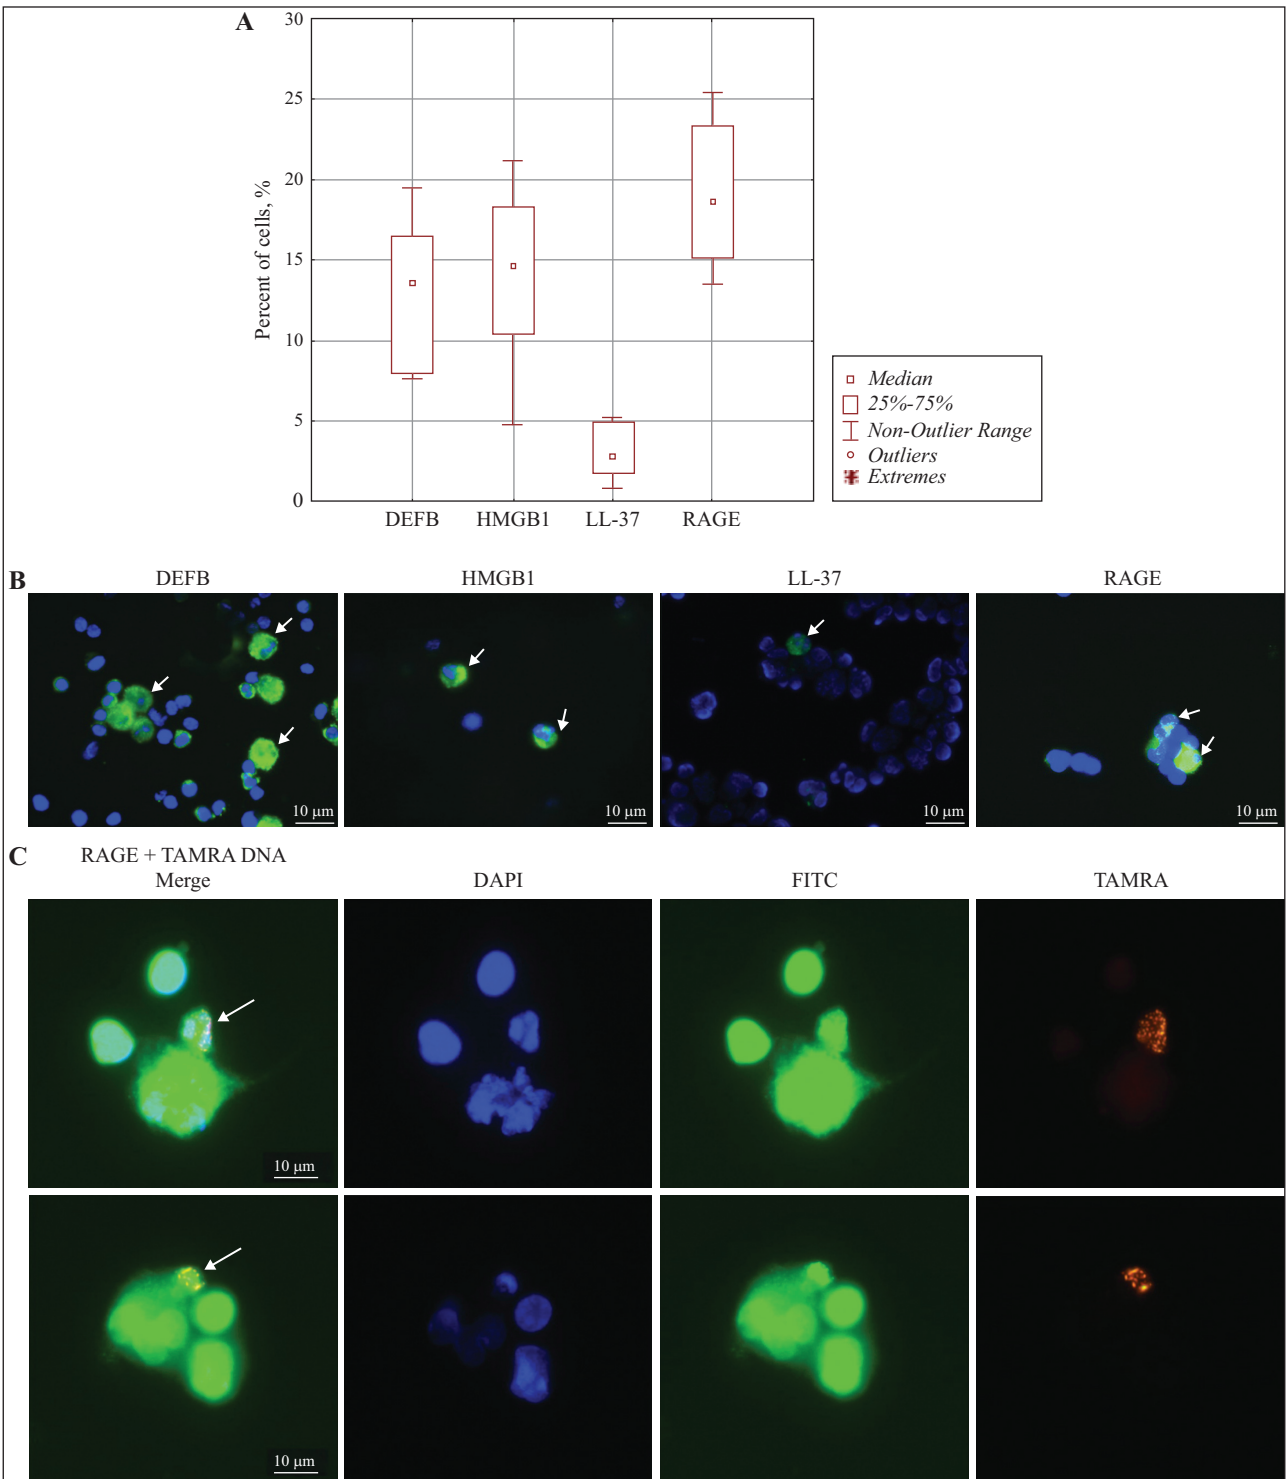 A
30
25
20
15
10
5
0
Percent of cells, %
DEFB HMGB1 LL-37 RAGE
Median
25%-75%
Non-Outlier Range
Outliers
Extremes
B
DEFB HMGB1 LL-37 RAGE
10 µm 10 µm 10 µm 10 µm
C
RAGE + TAMRA DNA
Merge DAPI FITC TAMRA
10 µm
10 µm